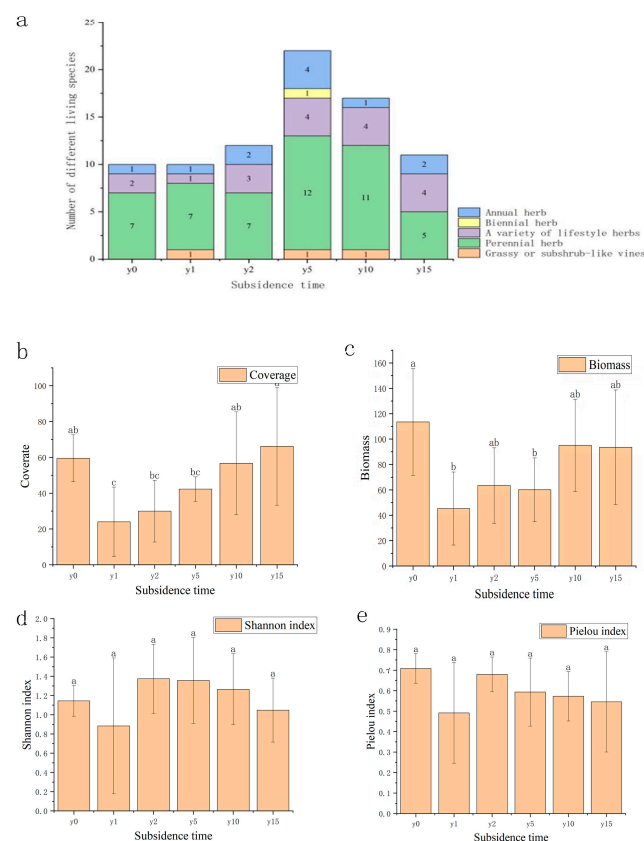 a
25
20
15
10
5
0
Number of different living species
1
2
7
1
1
7
1
2
3
7
4
1
4
12
1
1
4
11
1
2
4
5
y0 y1 y2 y5 y10 y15
Subsidence time
Annual herb
Biennial herb
A variety of lifestyle herbs
Perennial herb
Grassy or subshrub-like vines
b
Coverage
100
80
60
40
20
0
Coverate
ab c bc bc ab a
y0 y1 y2 y5 y10 y15
Subsidence time
c
Biomass
160
140
120
100
80
60
40
20
0
Biomass
a b ab b ab ab
y0 y1 y2 y5 y10 y15
Subsidence time
d
Shannon index
2.0
1.8
1.6
1.4
1.2
1.0
0.8
0.6
0.4
0.2
0.0
Shannon index
a a a a a a
y0 y1 y2 y5 y10 y15
Subsidence time
e
Pielou index
0.9
0.8
0.7
0.6
0.5
0.4
0.3
0.2
0.1
0.0
Pielou index
a a a a a a
y0 y1 y2 y5 y10 y15
Subsidence time